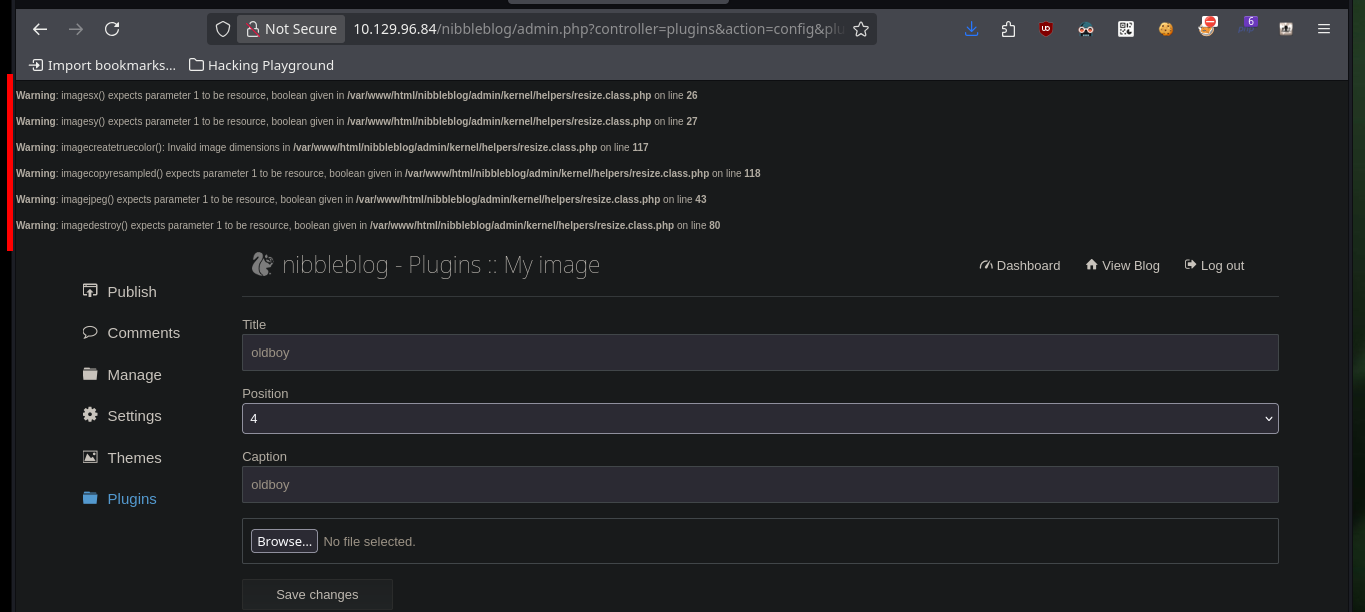 Not Secure 10.129.96.84/nibbleblog/admin.php?controller=plugins&action=config&plu
6
Import bookmarks... Hacking Playground
Warning: imagesx() expects parameter 1 to be resource, boolean given in /var/www/html/nibbleblog/admin/kernel/helpers/resize.class.php on line 26
Warning: imagesy() expects parameter 1 to be resource, boolean given in /var/www/html/nibbleblog/admin/kernel/helpers/resize.class.php on line 27
Warning: imagecreatetruecolor(): Invalid image dimensions in /var/www/html/nibbleblog/admin/kernel/helpers/resize.class.php on line 117
Warning: imagecopyresampled() expects parameter 1 to be resource, boolean given in /var/www/html/nibbleblog/admin/kernel/helpers/resize.class.php on line 118
Warning: imagejpeg() expects parameter 1 to be resource, boolean given in /var/www/html/nibbleblog/admin/kernel/helpers/resize.class.php on line 43
Warning: imagedestroy() expects parameter 1 to be resource, boolean given in /var/www/html/nibbleblog/admin/kernel/helpers/resize.class.php on line 80
nibbleblog - Plugins :: My image
Dashboard View Blog Log out
Publish
Comments
Manage
Settings
Themes
Plugins
Title
oldboy
Position
4
Caption
oldboy
Browse... No file selected.
Save changes